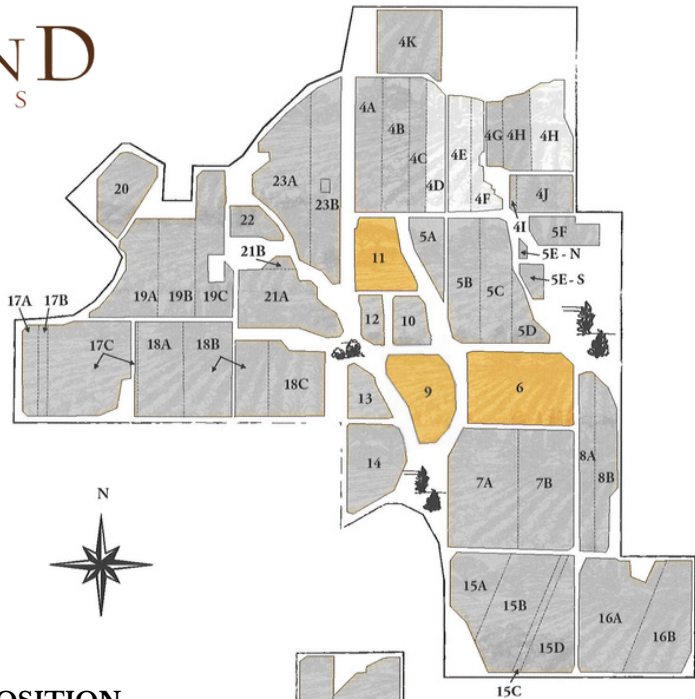 ND
S
4K
4A
4B
4C
4D
4E
4F
4G
4H
4H
4I
4J
23A
23B
20
22
21B
21A
19A
19B
19C
11
5A
5B
5C
5D
5F
5E - N
5E - S
12
10
17A
17B
17C
18A
18B
18C
13
9
6
14
7A
7B
8A
8B
N
15A
15B
15D
15C
16A
16B
OSITION